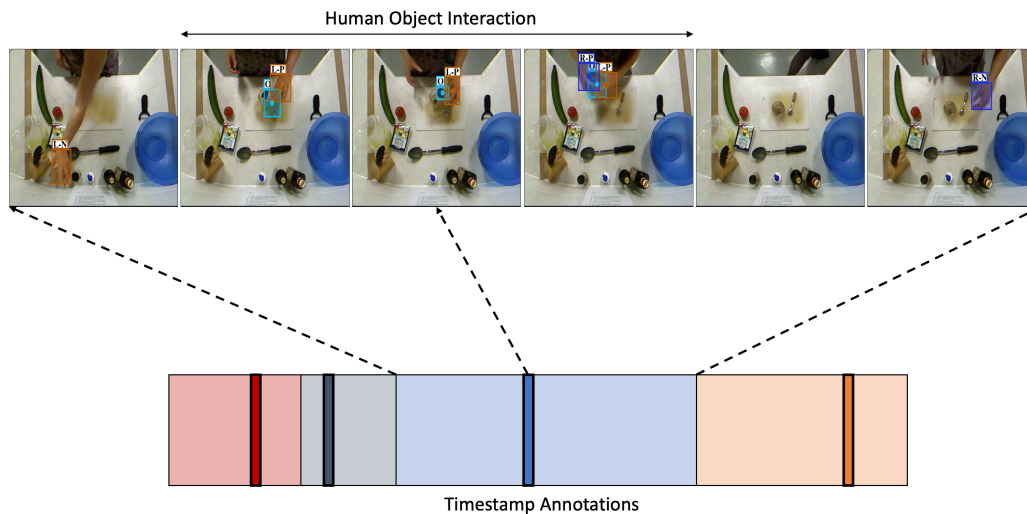 Human Object Interaction
L-N
L-P
O
L-P
O
R-P
O
L-P
R-N
Timestamp Annotations